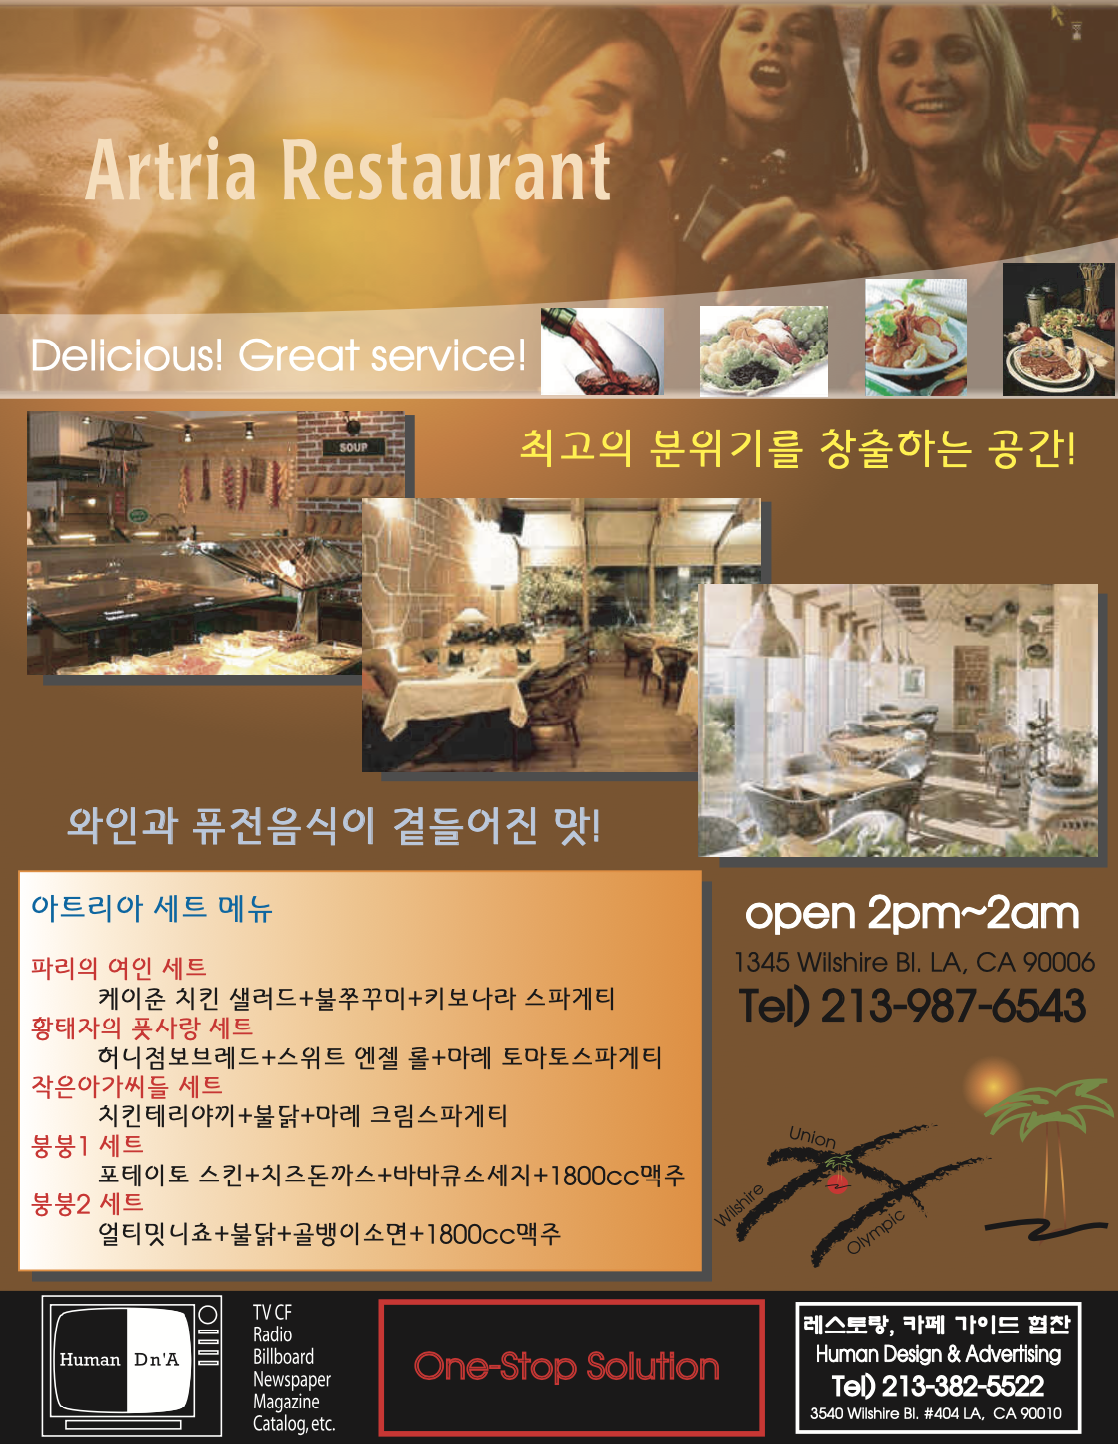 Artria Restaurant
Delicious! Great service!
최고의 분위기를 창출하는 공간!
SOUP
와인과 퓨전음식이 곁들어진 맛!
아트리아 세트 메뉴
파리의 여인 세트
케이준 치킨 샐러드+불쭈꾸미+키보나라 스파게티
황태자의 풋사랑 세트
허니점보브레드+스위트 엔젤 롤+마레 토마토스파게티
작은아가씨들 세트
치킨테리야끼+불닭+마레 크림스파게티
붕붕1 세트
포테이토 스킨+치즈돈까스+바바큐소세지+1800cc맥주
붕붕2 세트
얼티밋니쵸+불닭+골뱅이소면+1800cc맥주
open 2pm~2am
1345 Wilshire Bl. LA, CA 90006
Tel) 213-987-6543
Union
Wilshire
Olympic
Human Dn'A
TV CF
Radio
Billboard
Newspaper
Magazine
Catalog, etc.
One-Stop Solution
레스토랑, 카페 가이드 협찬
Human Design & Advertising
Tel) 213-382-5522
3540 Wilshire Bl. #404 LA, CA 90010